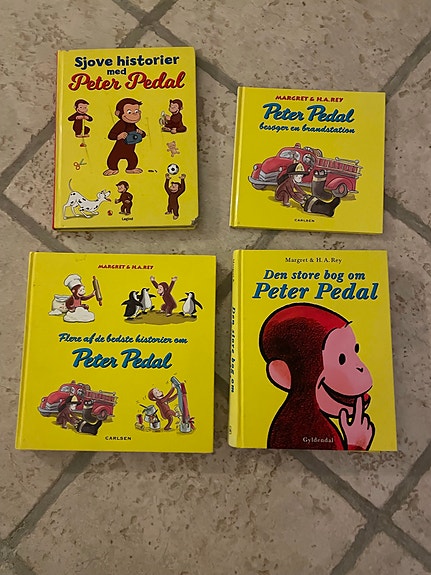 Sjove historier
med
Peter Pedal
Legind
MARGRET & H.A.REY
Peter Pedal
besøger en brandstation
CARLSEN
MARGRET & H.A.REY
Flere af de bedste historier om
Peter Pedal
CARLSEN
Margret & H. A. Rey
Den store bog om
Peter Pedal
Gyldendal
Den store bog om